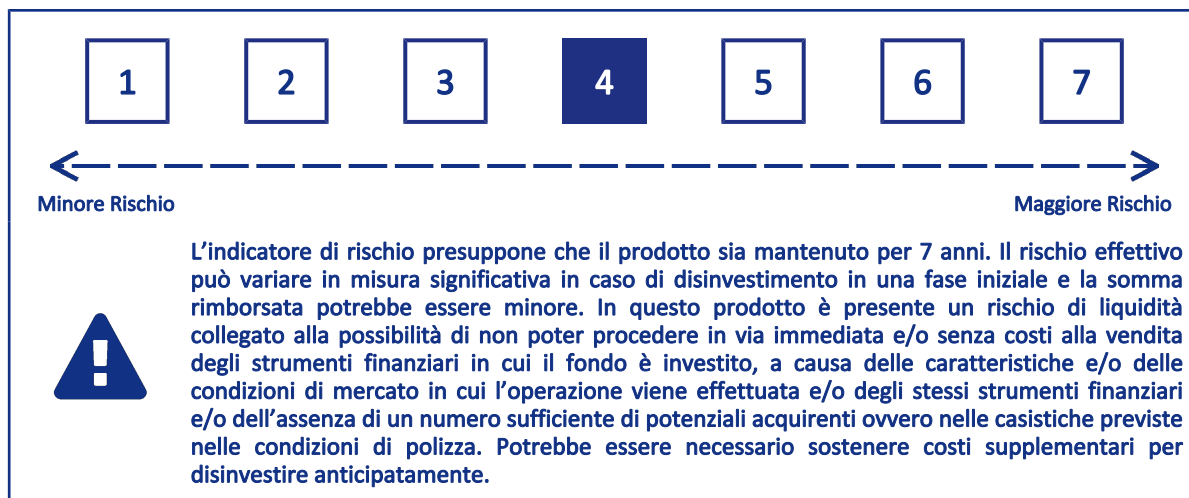 1 2 3 4 5 6 7
Minore Rischio Maggiore Rischio
L’indicatore di rischio presuppone che il prodotto sia mantenuto per 7 anni. Il rischio effettivo
può variare in misura significativa in caso di disinvestimento in una fase iniziale e la somma
rimborsata potrebbe essere minore. In questo prodotto è presente un rischio di liquidità
collegato alla possibilità di non poter procedere in via immediata e/o senza costi alla vendita
degli strumenti finanziari in cui il fondo è investito, a causa delle caratteristiche e/o delle
condizioni di mercato in cui l’operazione viene effettuata e/o degli stessi strumenti finanziari
e/o dell’assenza di un numero sufficiente di potenziali acquirenti ovvero nelle casistiche previste
nelle condizioni di polizza. Potrebbe essere necessario sostenere costi supplementari per
disinvestire anticipatamente.